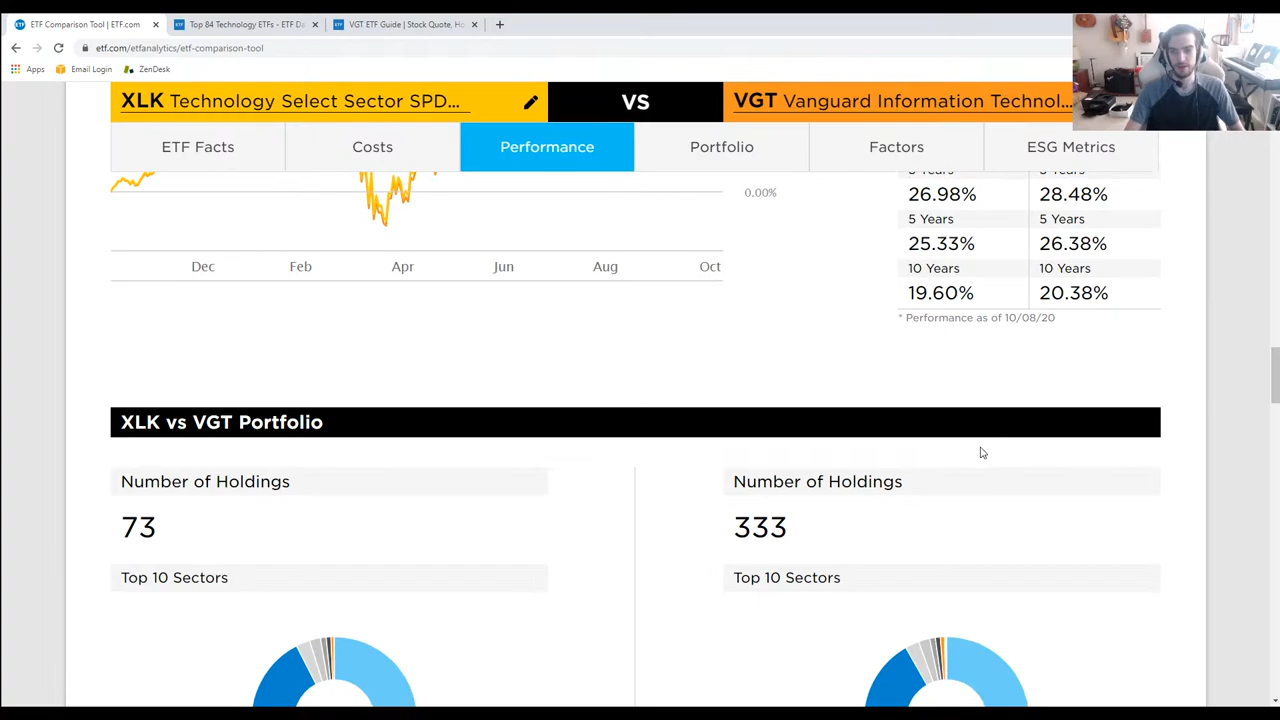 ETF Comparison Tool | ETF.com
Top 84 Technology ETFs - ETF Da
VGT ETF Guide | Stock Quote, Ho
etf.com/etfanalytics/etf-comparison-tool
Apps
Email Login
ZenDesk
XLK Technology Select Sector SPD...
VS
VGT Vanguard Information Technol...
ETF Facts
Costs
Performance
Portfolio
Factors
ESG Metrics
0.00%
26.98% 28.48%
5 Years 5 Years
25.33% 26.38%
Dec Feb Apr Jun Aug Oct
10 Years 10 Years
19.60% 20.38%
* Performance as of 10/08/20
XLK vs VGT Portfolio
Number of Holdings
Number of Holdings
73
333
Top 10 Sectors
Top 10 Sectors